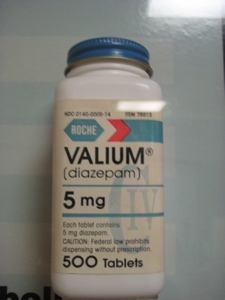 ROCHE
VALIUM®
(diazepam)
5 mg
IV
Each tablet contains
5 mg diazepam.
CAUTION: Federal law prohibits
dispensing without prescription.
500 Tablets